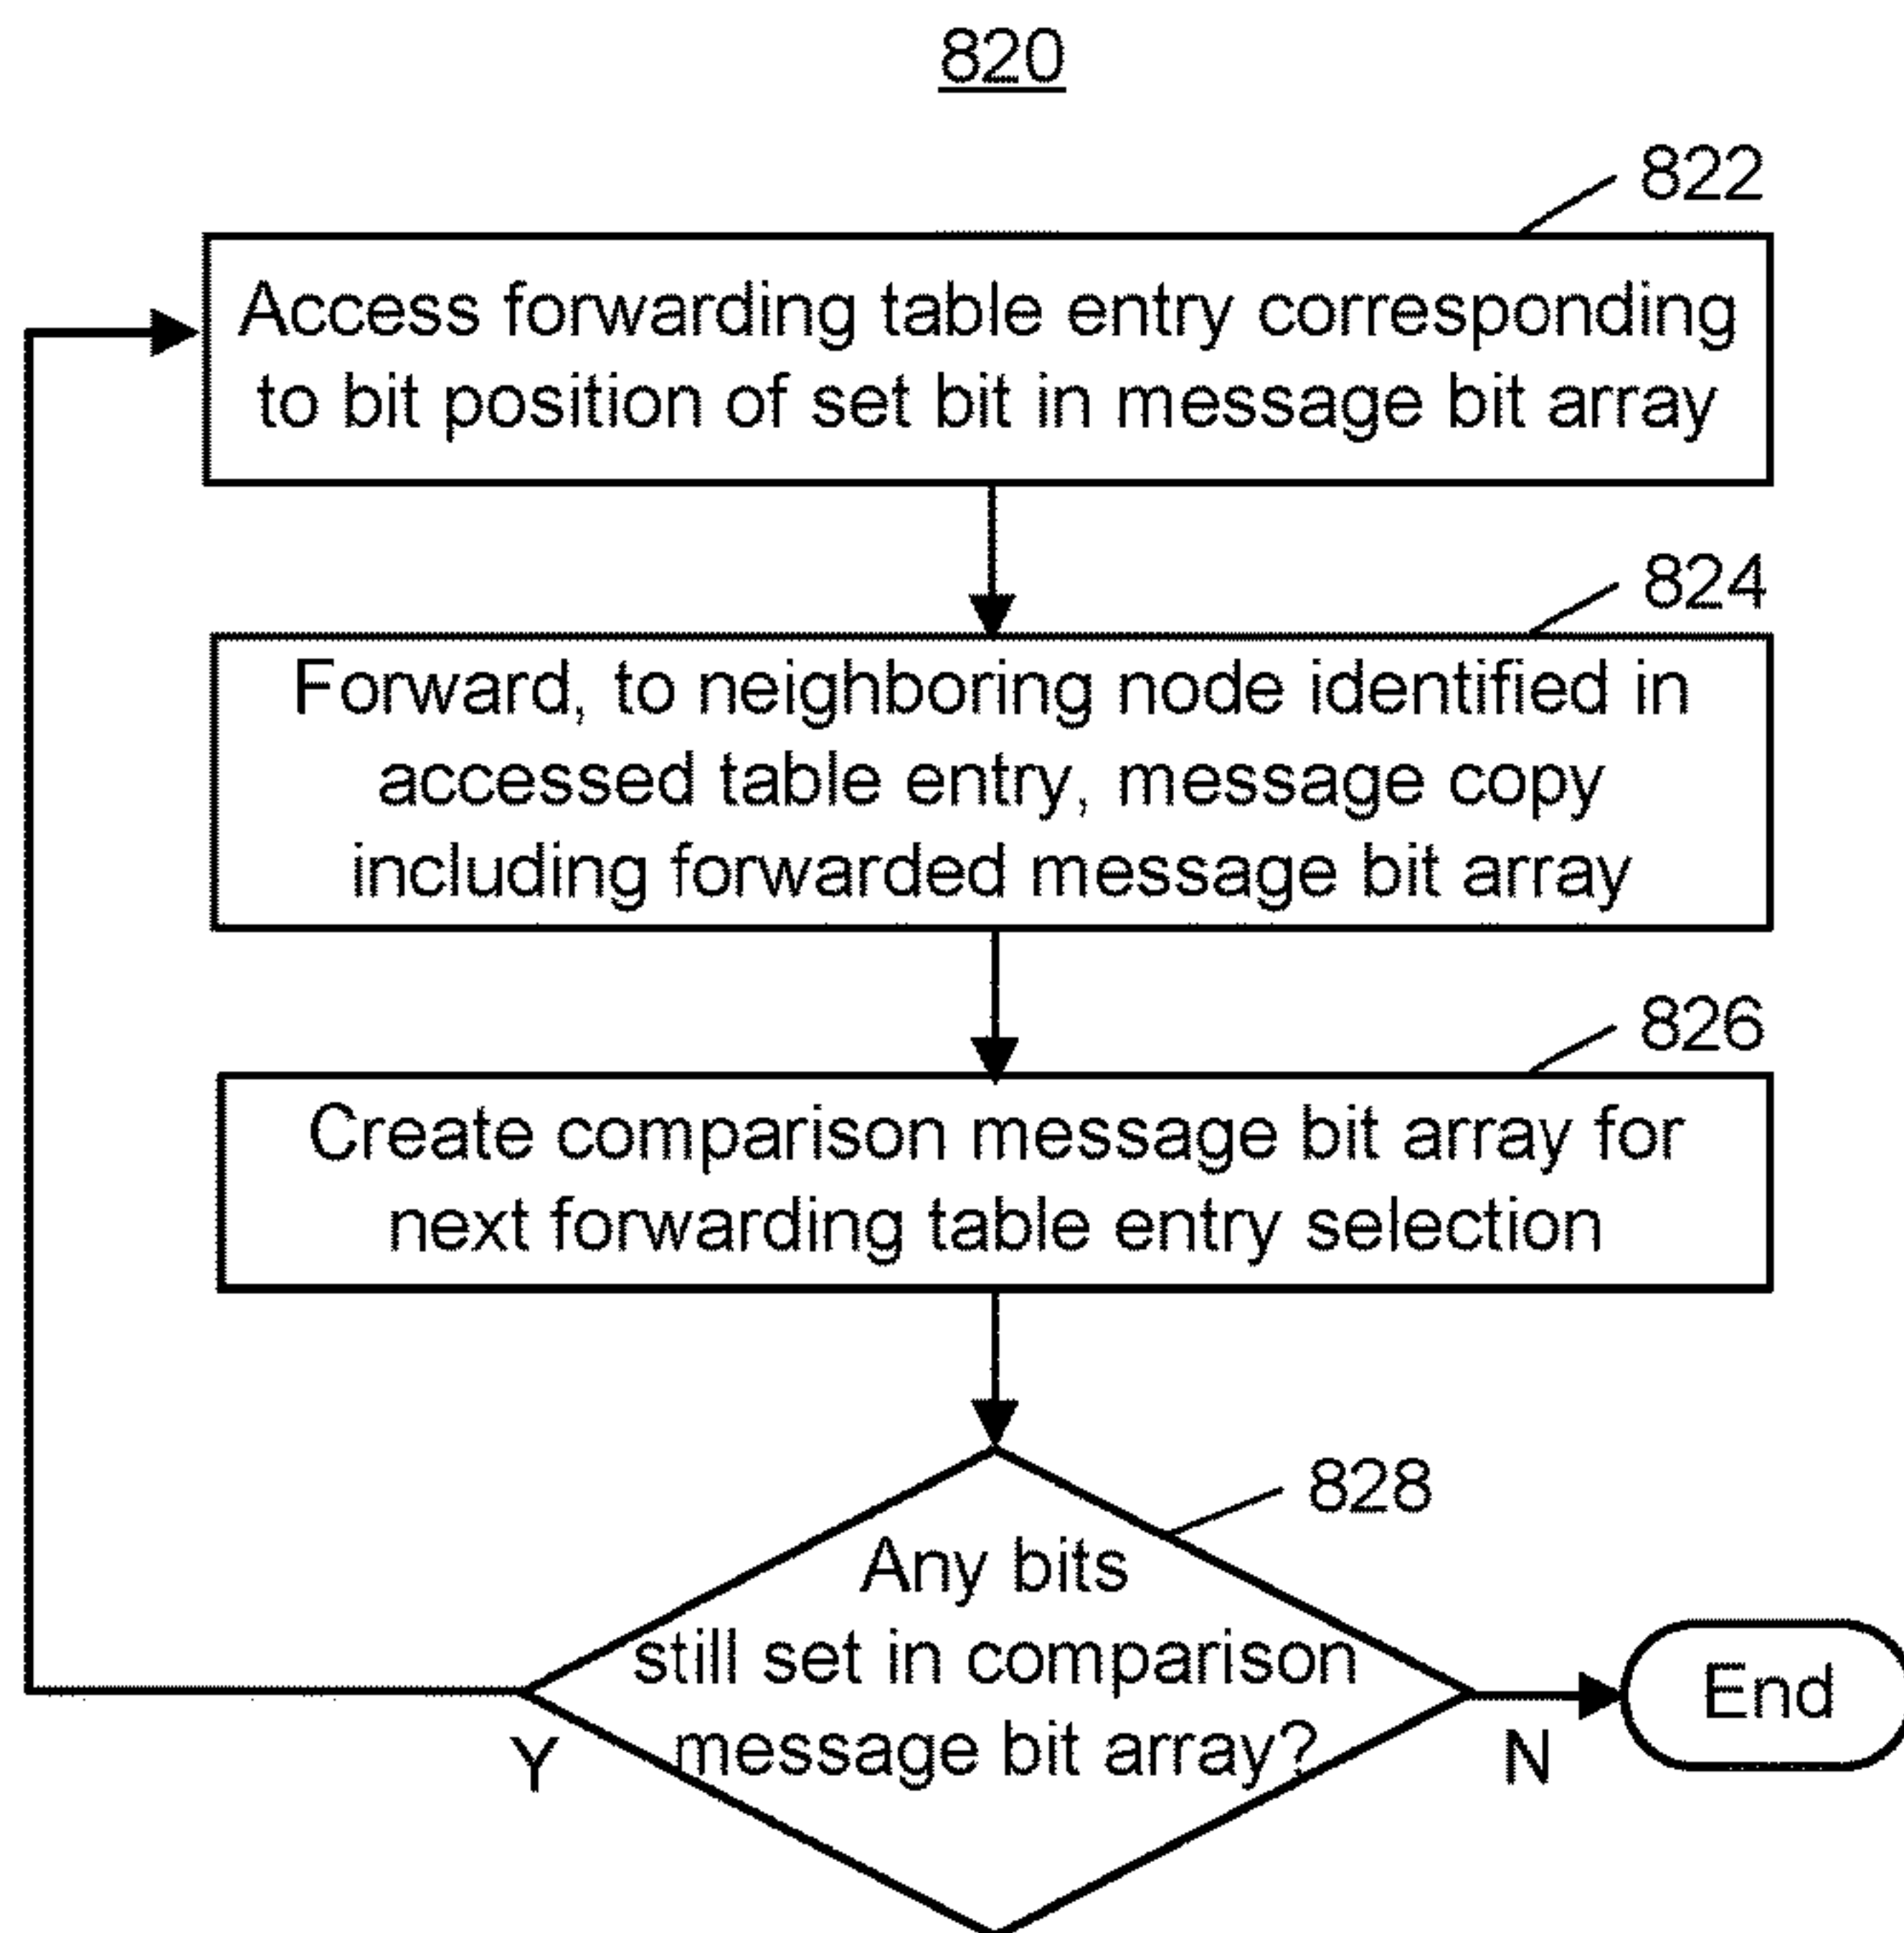 820
822
Access forwarding table entry corresponding
to bit position of set bit in message bit array
824
Forward, to neighboring node identified in
accessed table entry, message copy
including forwarded message bit array
826
Create comparison message bit array for
next forwarding table entry selection
828
Any bits
still set in comparison
message bit array?
Y
N
End